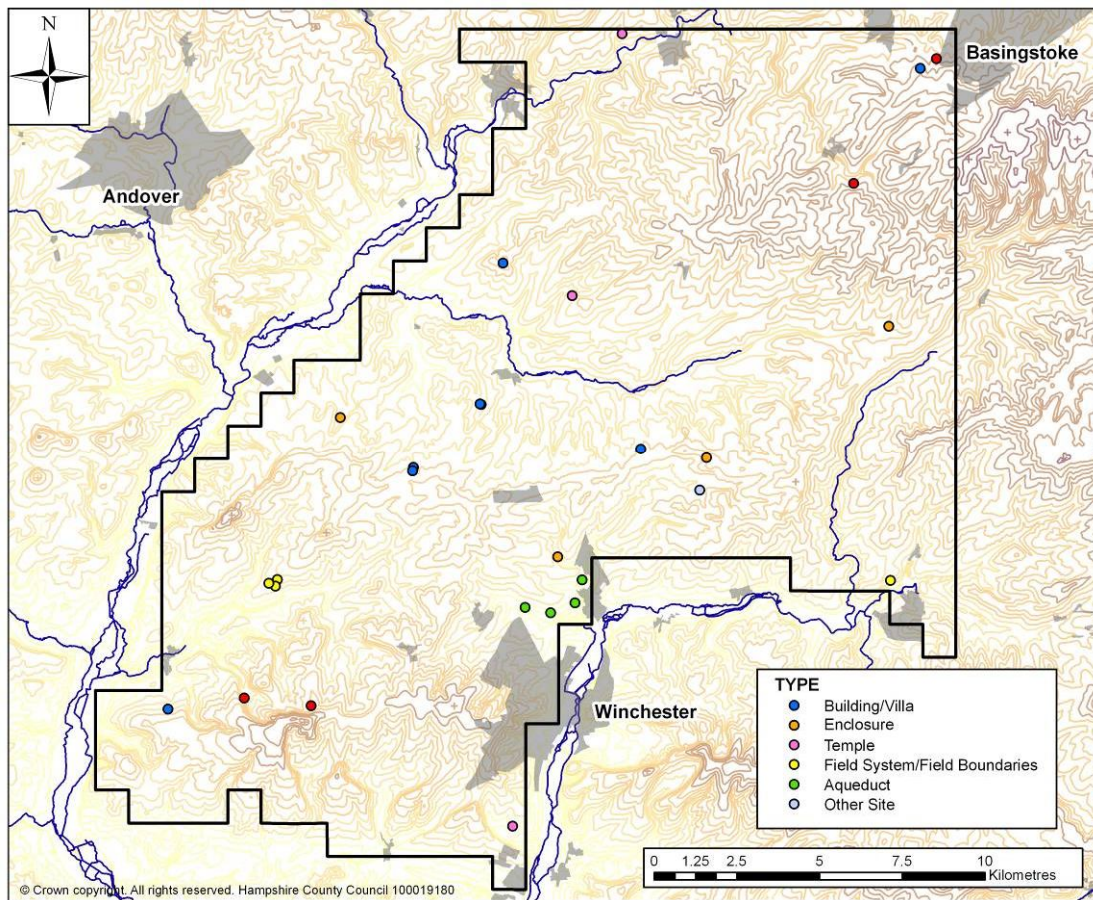 N
Basingstoke
Andover
Winchester
TYPE
Building/Villa
Enclosure
Temple
Field System/Field Boundaries
Aqueduct
Other Site
0 1.25 2.5 5 7.5 10
Kilometres
© Crown copyright. All rights reserved. Hampshire County Council 100019180